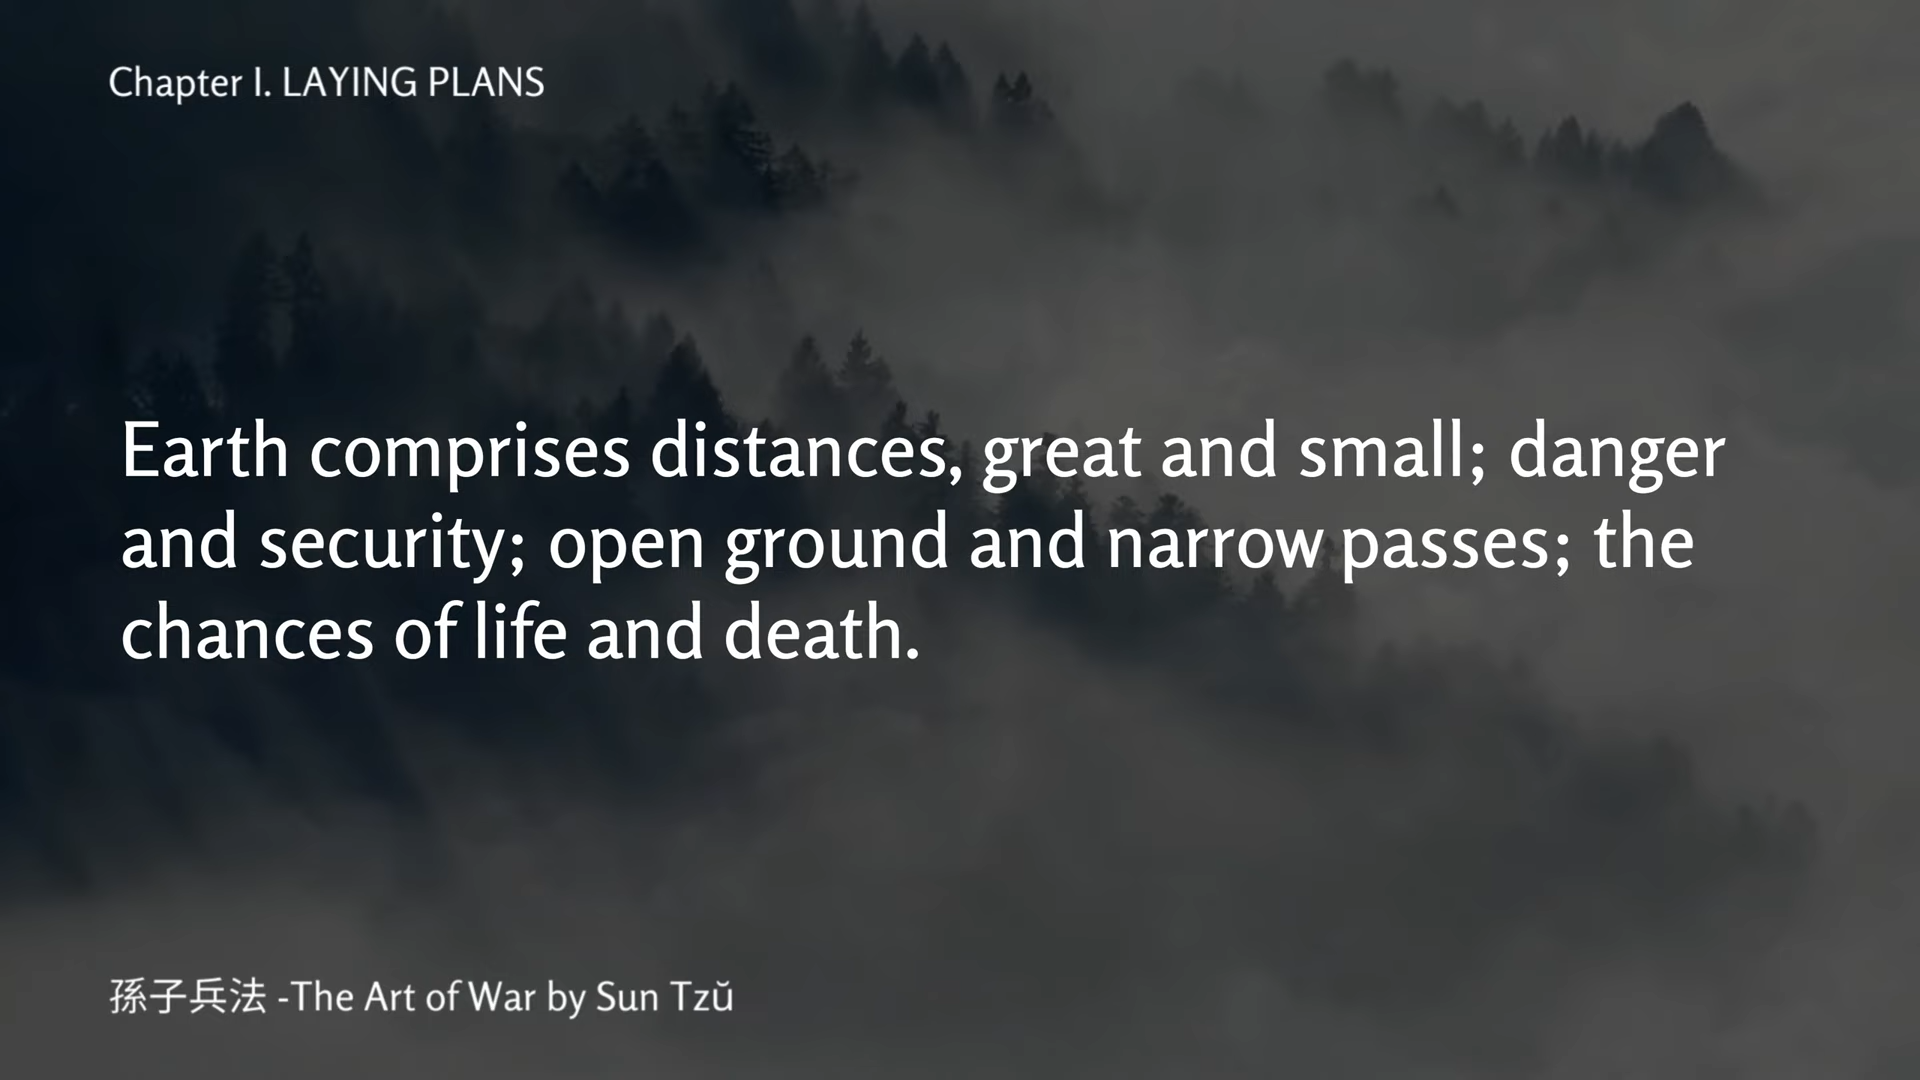 Chapter I. LAYING PLANS
Earth comprises distances, great and small; danger
and security; open ground and narrow passes; the
chances of life and death.
孫子兵法 -The Art of War by Sun Tzŭ